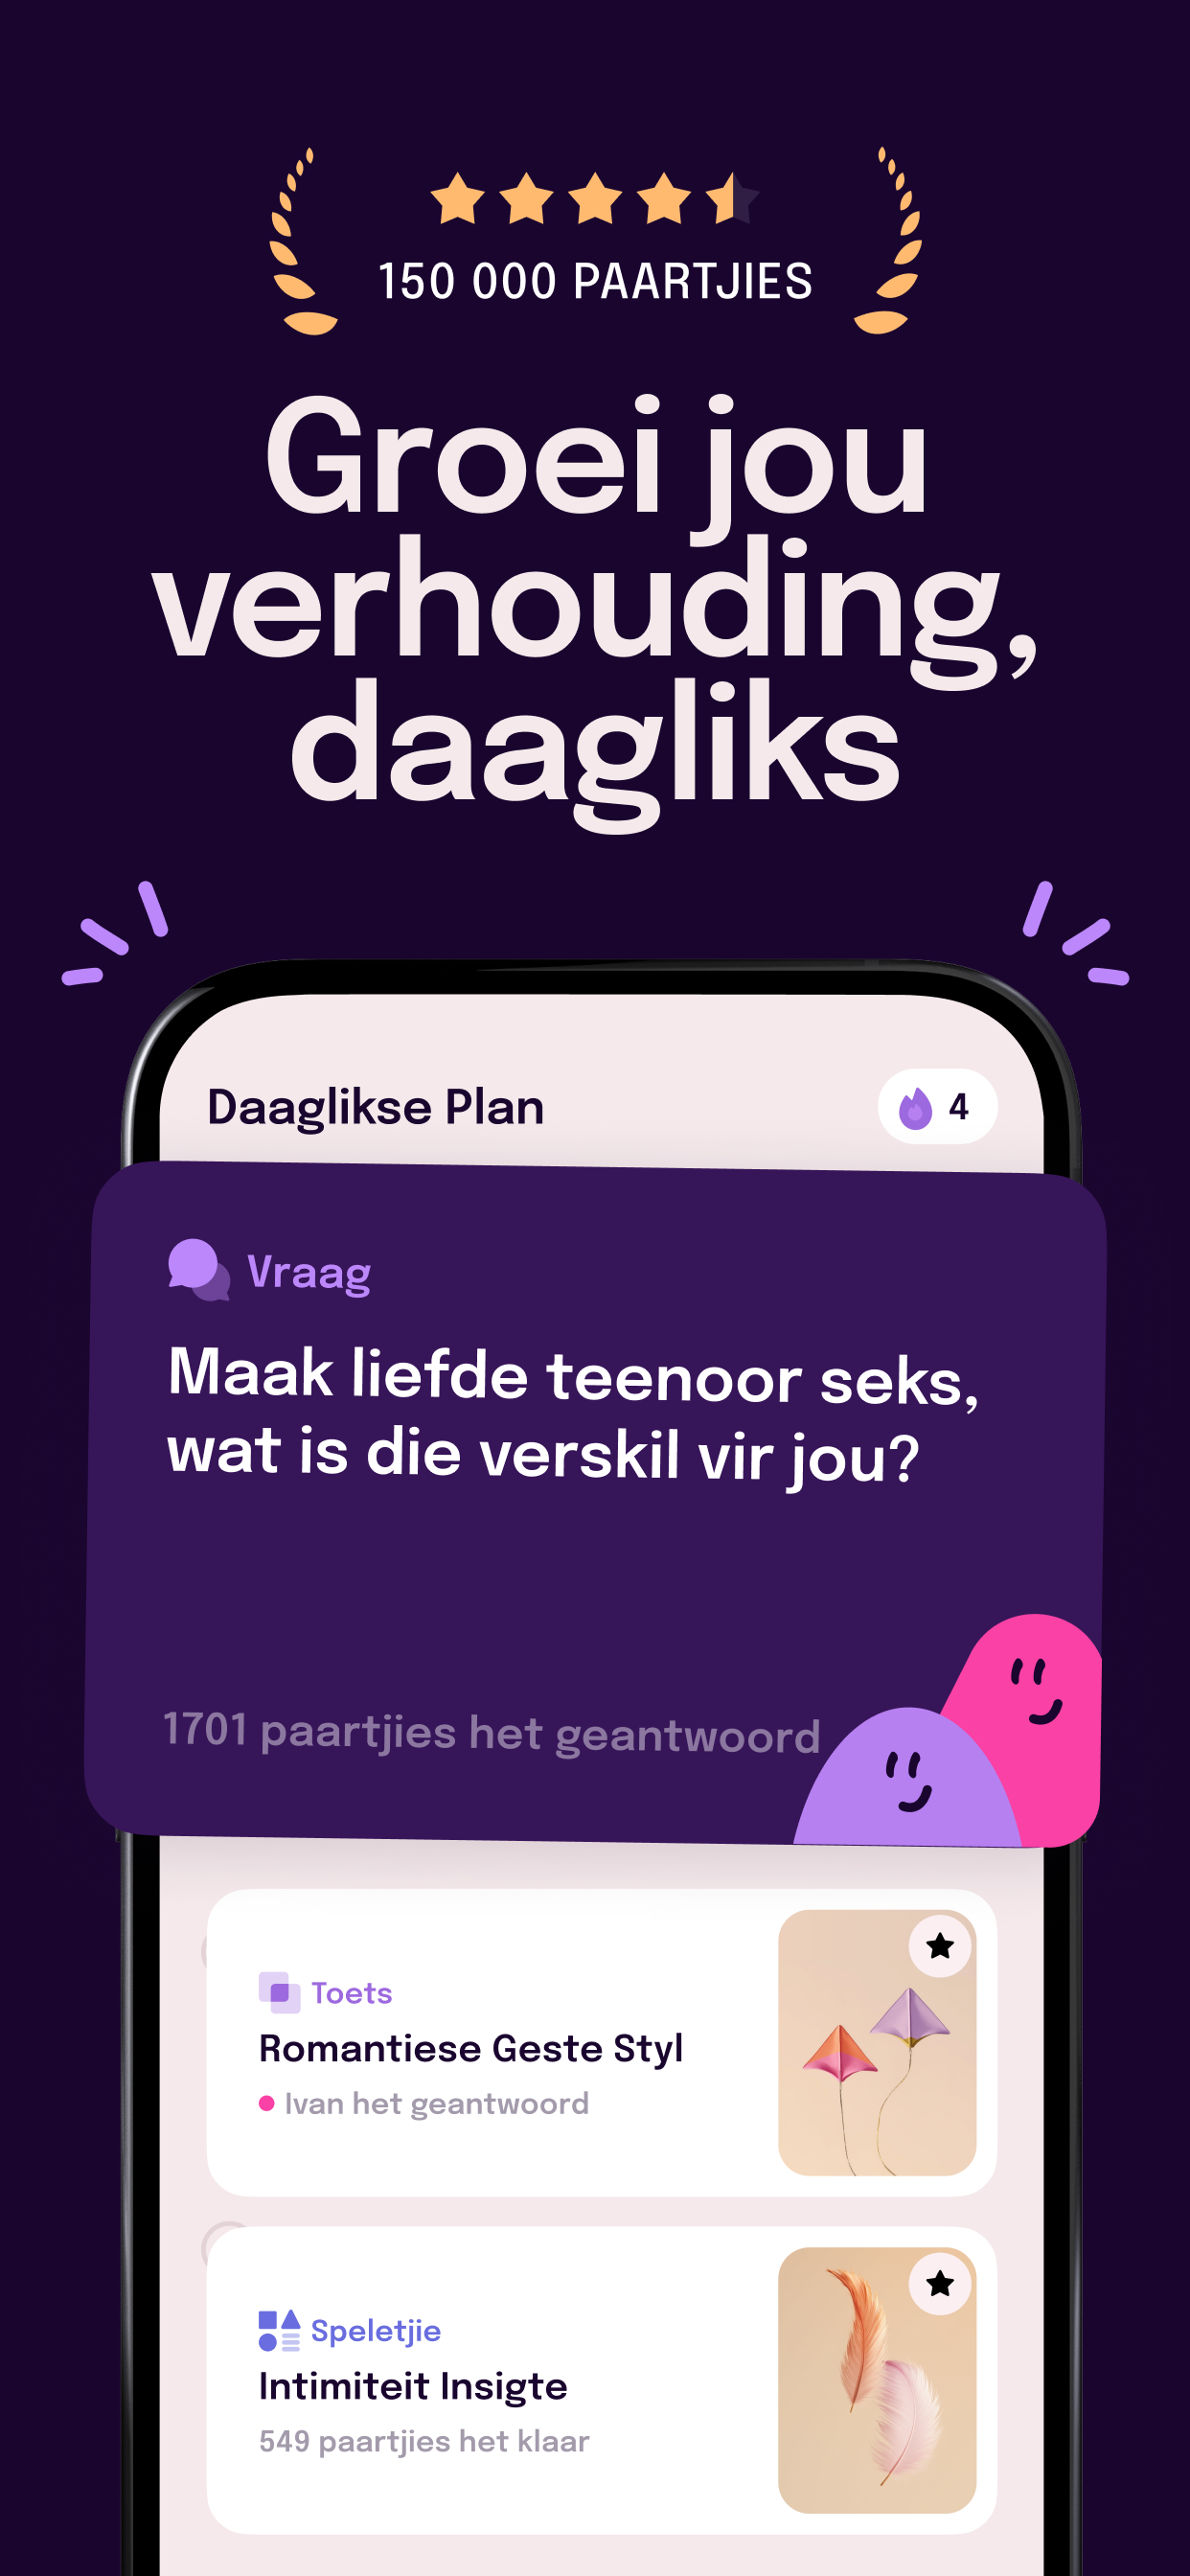 150 000 PAARTJIES
Groei jou
verhouding,
daagliks
Daaglikse Plan
4
Vraag
Maak liefde teenoor seks,
wat is die verskil vir jou?
1701 paartjies het geantwoord
Toets
Romantiese Geste Styl
Ivan het geantwoord
Speletjie
Intimiteit Insigte
549 paartjies het klaar